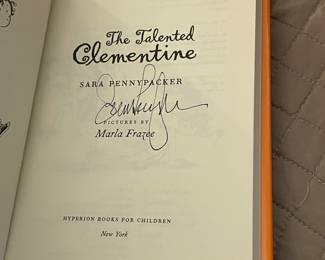 The Talented
Clementine
SARA PENNYPACKER
PICTURES BY
Marla Frazee
HYPERION BOOKS FOR CHILDREN
New York